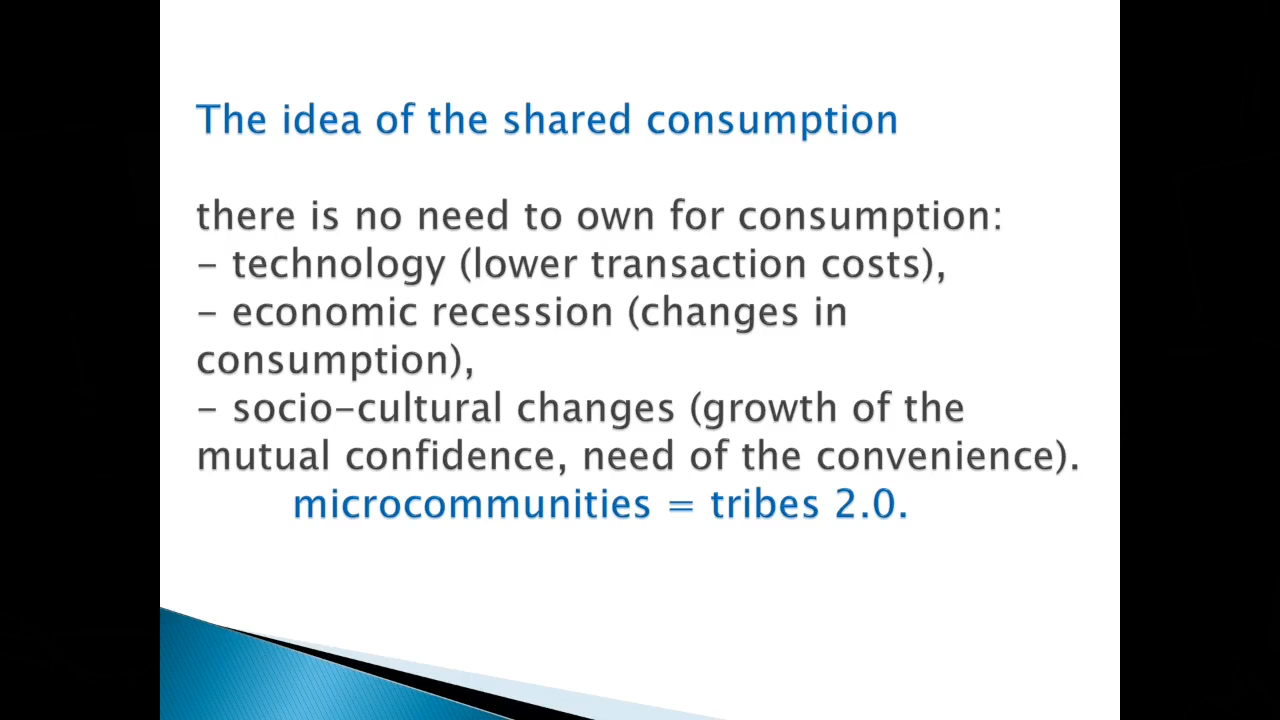 The idea of the shared consumption
there is no need to own for consumption:
- technology (lower transaction costs),
- economic recession (changes in
consumption),
- socio-cultural changes (growth of the
mutual confidence, need of the convenience).
microcommunities = tribes 2.0.